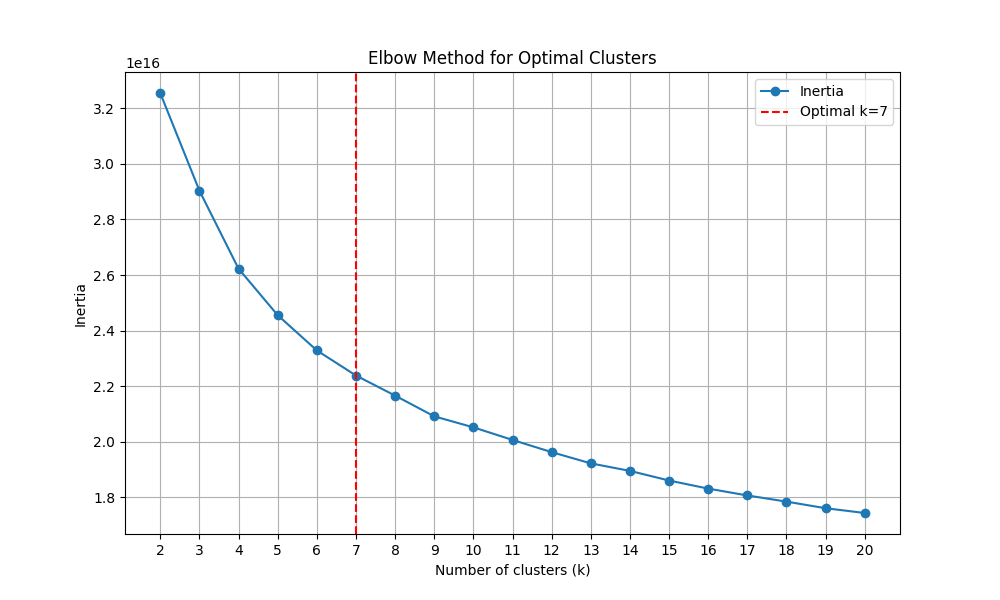 Elbow Method for Optimal Clusters
1e16
Inertia
Optimal k=7
3.2
3.0
2.8
2.6
2.4
2.2
2.0
1.8
Inertia
2 3 4 5 6 7 8 9 10 11 12 13 14 15 16 17 18 19 20
Number of clusters (k)